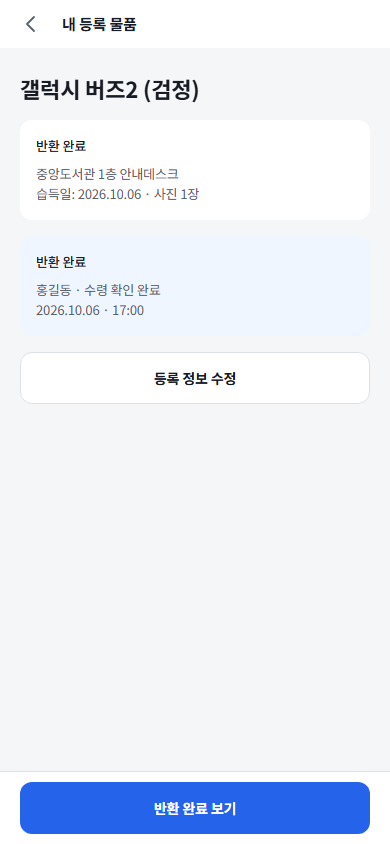 내 등록 물품
갤럭시 버즈2 (검정)
반환 완료
중앙도서관 1층 안내데스크
습득일: 2026.10.06 · 사진 1장
반환 완료
홍길동 · 수령 확인 완료
2026.10.06 · 17:00
등록 정보 수정
반환 완료 보기